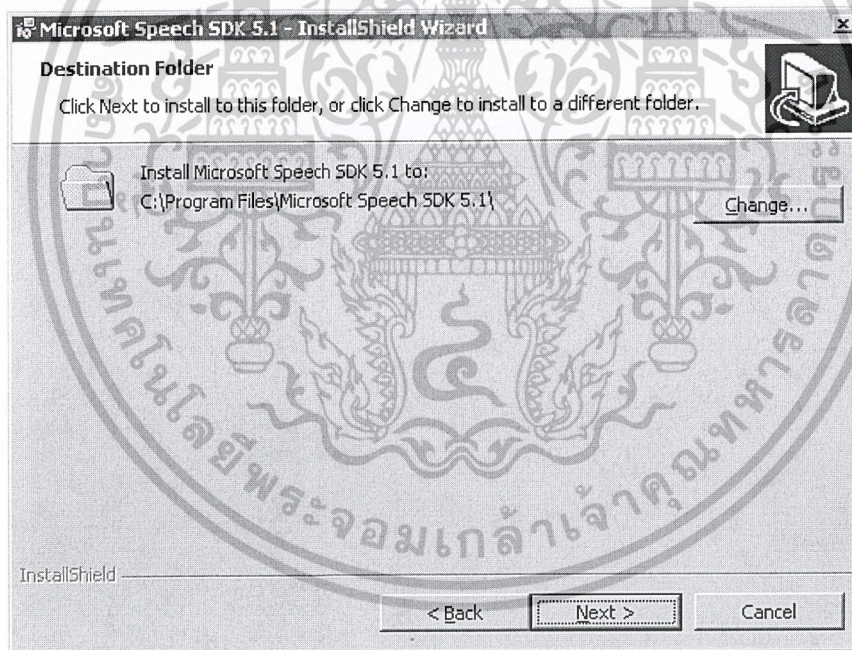 Microsoft Speech SDK 5.1 - InstallShield Wizard
Destination Folder
Click Next to install to this folder, or click Change to install to a different folder.
Install Microsoft Speech SDK 5.1 to:
C:\Program Files\Microsoft Speech SDK 5.1\
Change...
InstallShield
< Back
Next >
Cancel
เทคโนโลยีพระจอมเกล้าเจ้าคุณทหารลาด